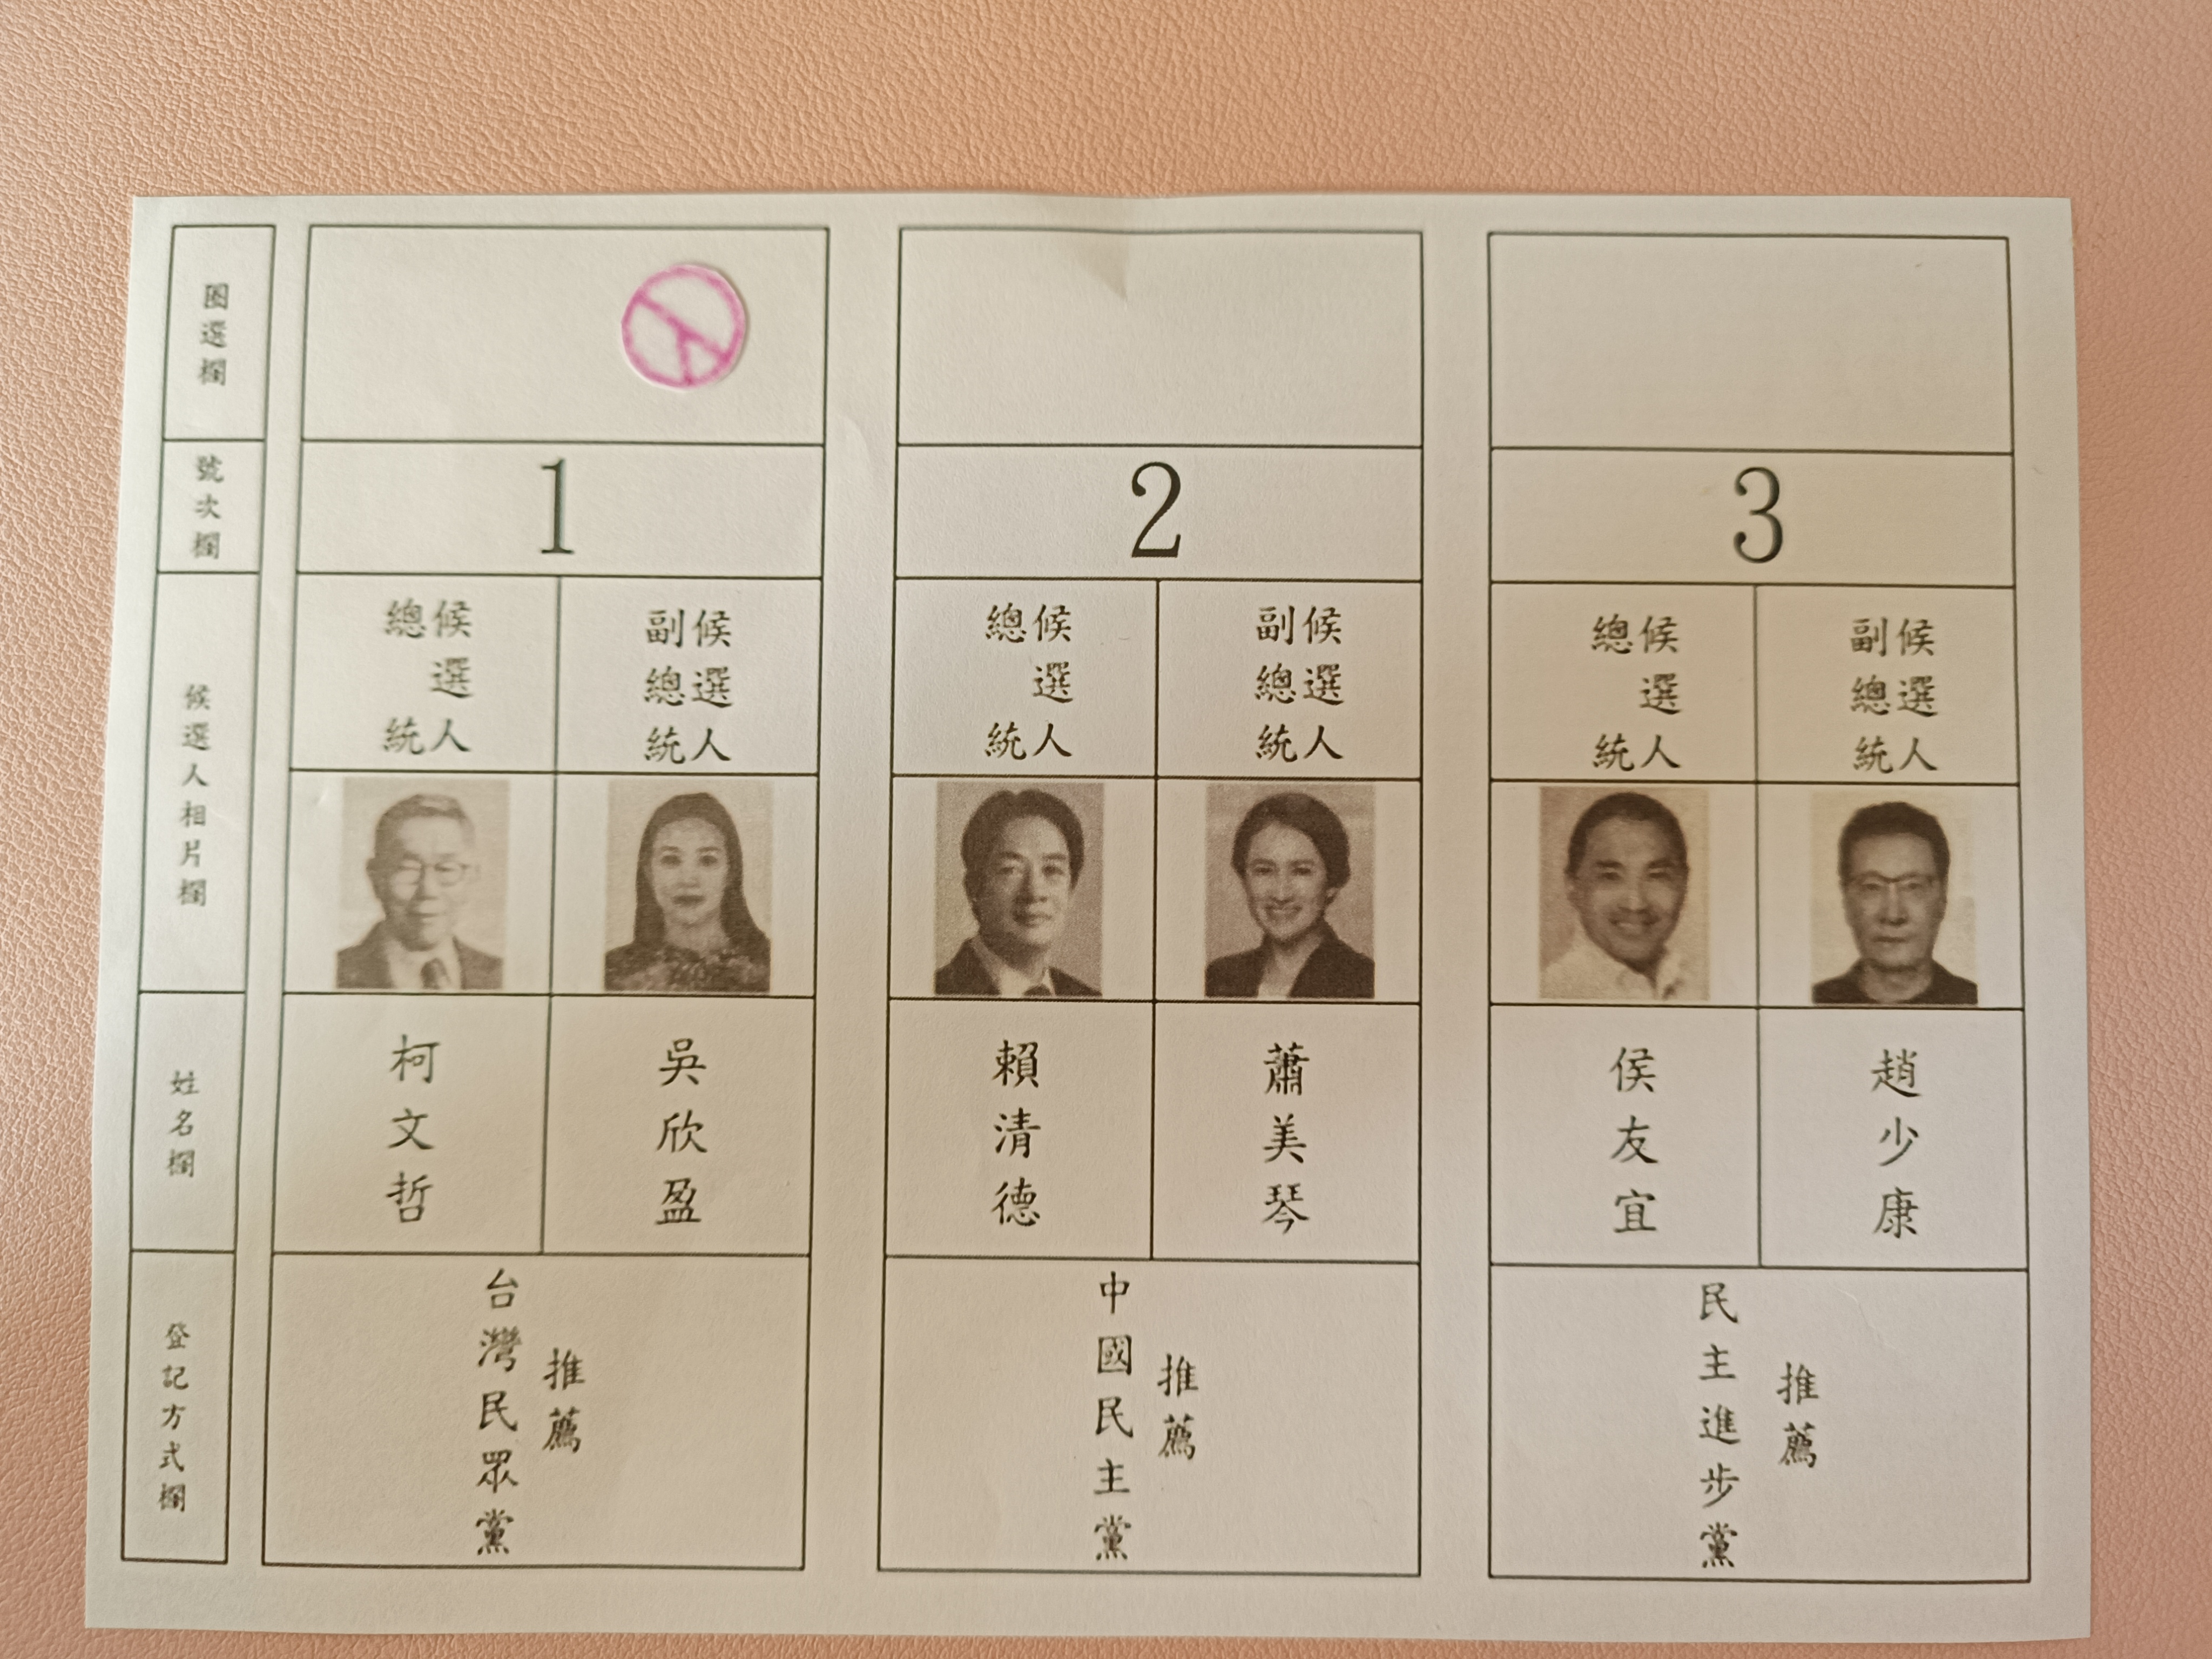 圈選欄
號次欄
候選人相片欄
姓名欄
登記方式欄
1
總統候選人
副總統候選人
柯文哲
吳欣盈
台灣民眾黨
推薦
2
總統候選人
副總統候選人
賴清德
蕭美琴
中國民主黨
推薦
3
總統候選人
副總統候選人
侯友宜
趙少康
民主進步黨
推薦